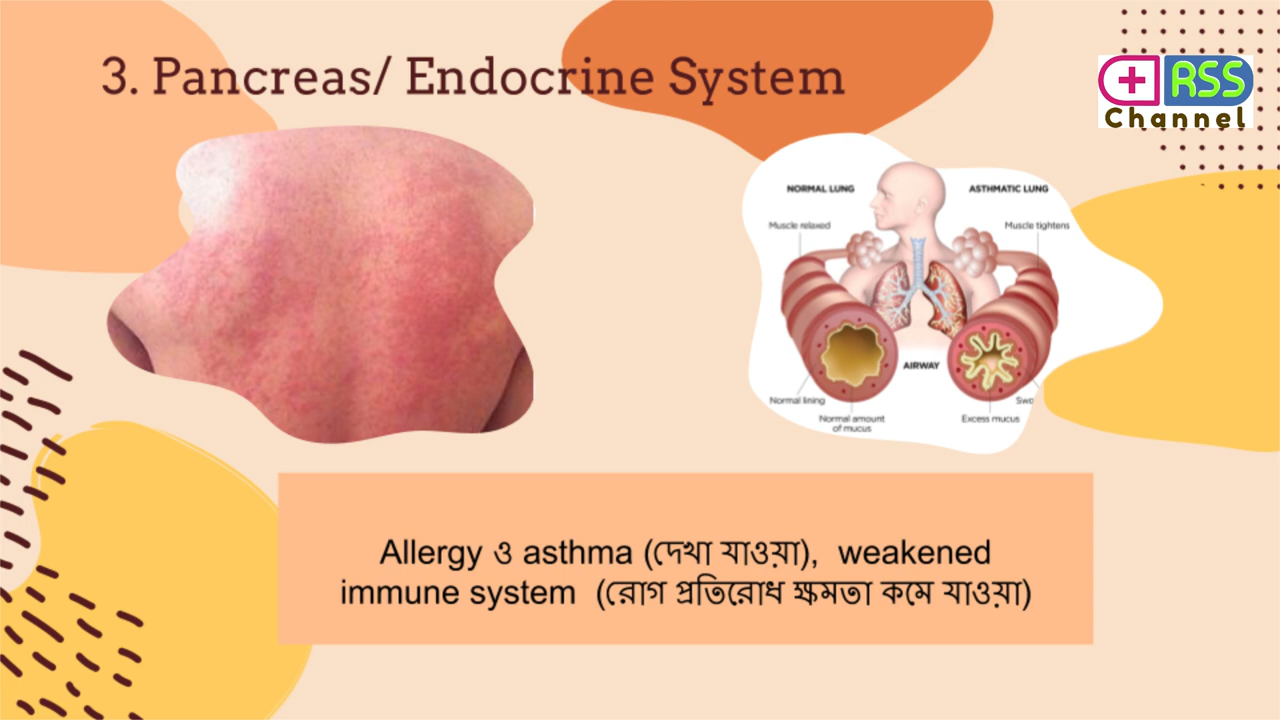 3. Pancreas/ Endocrine System
RSS
Channel
NORMAL LUNG
ASTHMATIC LUNG
Muscle relaxed
Muscle tightens
AIRWAY
Normal lining
Swo
Normal amount
of mucus
Excess mucus
Allergy ও asthma (দেখা যাওয়া), weakened
immune system (রোগ প্রতিরোধ ক্ষমতা কমে যাওয়া)